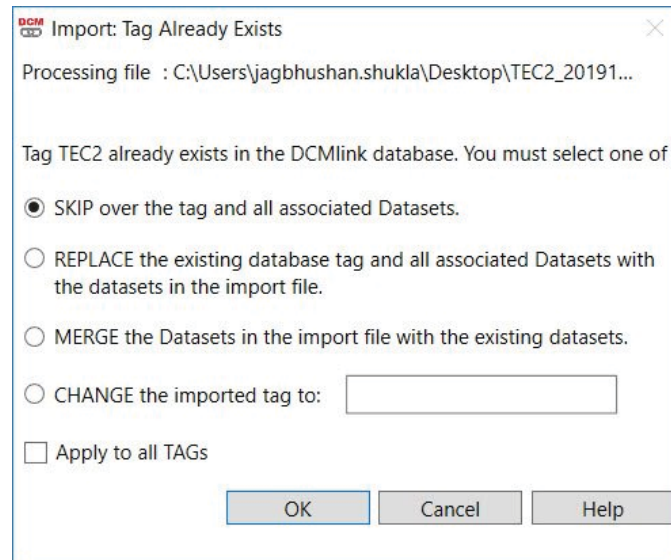 DCM Import: Tag Already Exists
Processing file : C:\Users\jagbhushan.shukla\Desktop\TEC2_20191...
Tag TEC2 already exists in the DCMlink database. You must select one of
SKIP over the tag and all associated Datasets.
REPLACE the existing database tag and all associated Datasets with
the datasets in the import file.
MERGE the Datasets in the import file with the existing datasets.
CHANGE the imported tag to:
Apply to all TAGs
OK Cancel Help